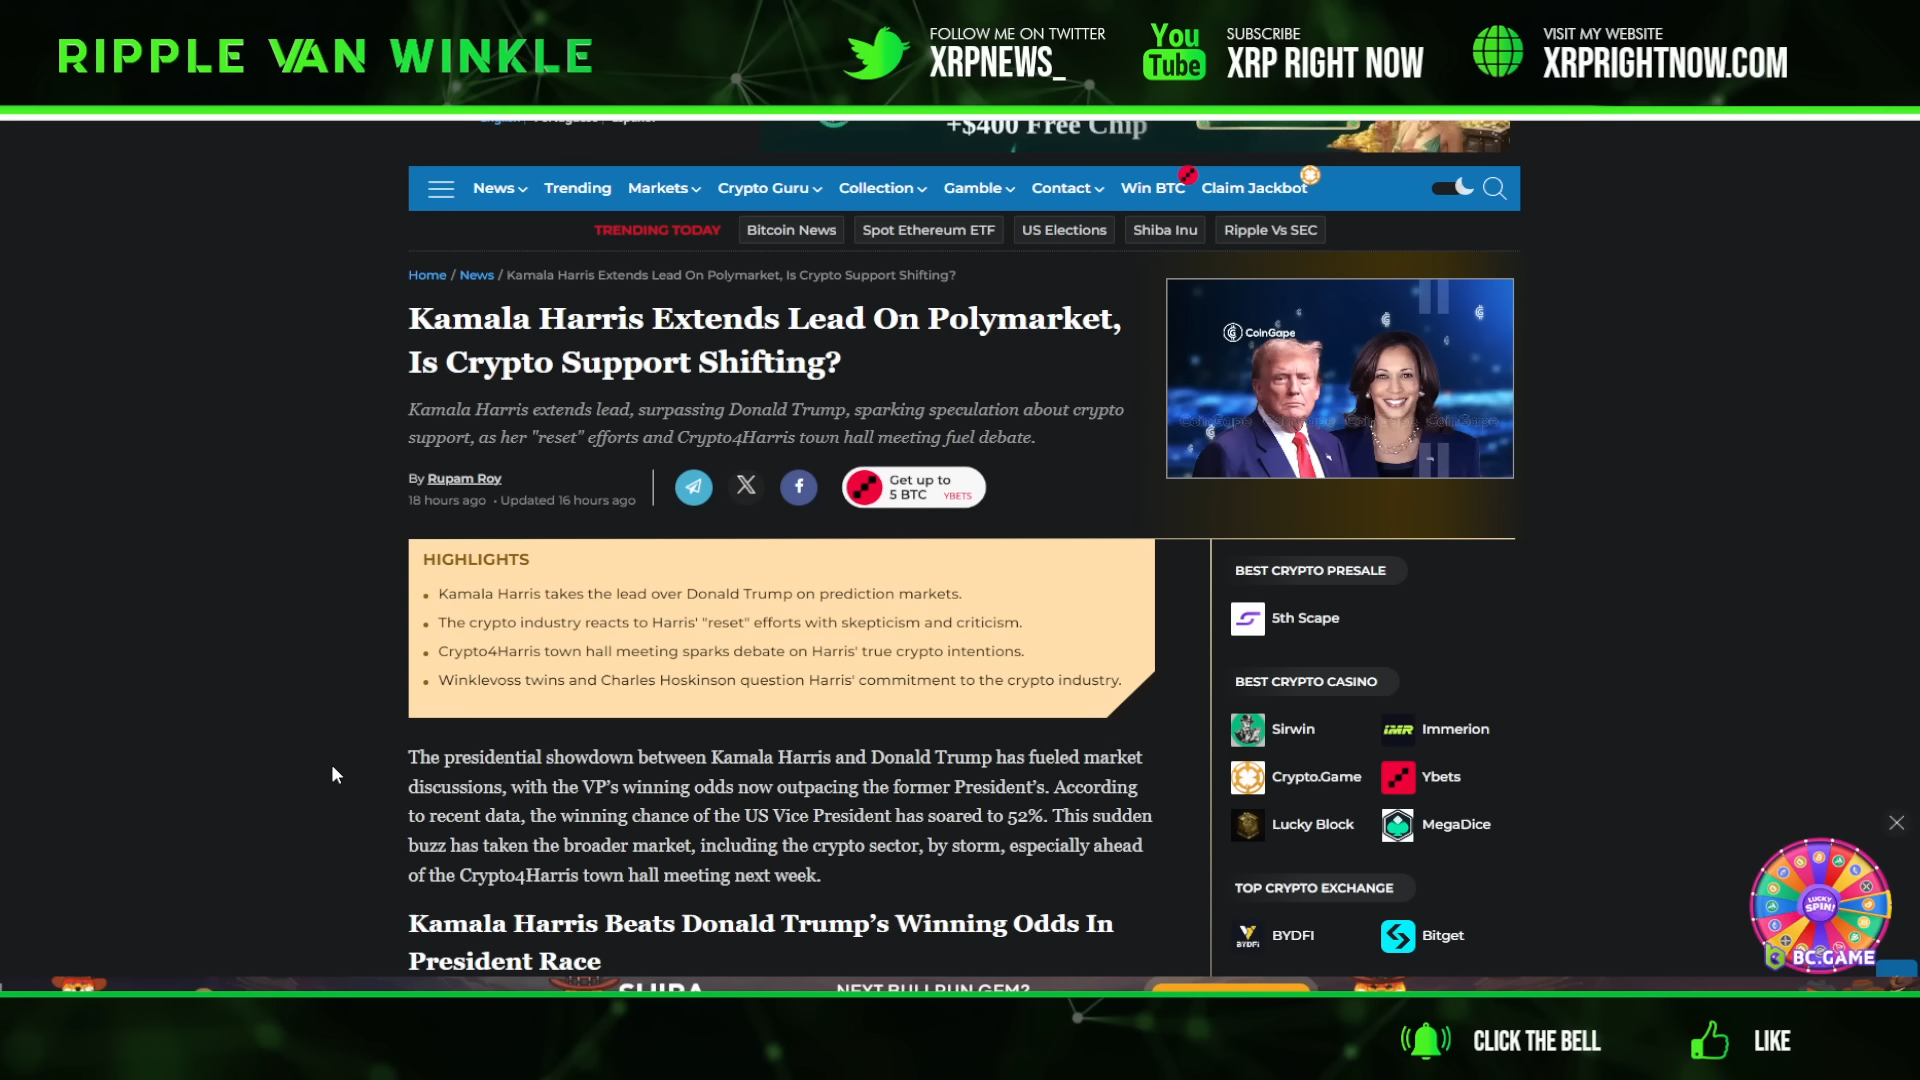 RIPPLE VAN WINKLE
FOLLOW ME ON TWITTER
XRPNEWS_
You
Tube
SUBSCRIBE
XRP RIGHT NOW
VISIT MY WEBSITE
XRPRIGHTNOW.COM
+$400 Free Chip
News Trending Markets Crypto Guru Collection Gamble Contact Win BTC Claim Jackbot
TRENDING TODAY Bitcoin News Spot Ethereum ETF US Elections Shiba Inu Ripple Vs SEC
Home / News / Kamala Harris Extends Lead On Polymarket, Is Crypto Support Shifting?
Kamala Harris Extends Lead On Polymarket,
Is Crypto Support Shifting?
Kamala Harris extends lead, surpassing Donald Trump, sparking speculation about crypto
support, as her "reset" efforts and Crypto4Harris town hall meeting fuel debate.
By Rupam Roy
18 hours ago • Updated 16 hours ago
Get up to
5 BTC YBETS
CoinGape
HIGHLIGHTS
Kamala Harris takes the lead over Donald Trump on prediction markets.
The crypto industry reacts to Harris' "reset" efforts with skepticism and criticism.
Crypto4Harris town hall meeting sparks debate on Harris' true crypto intentions.
Winklevoss twins and Charles Hoskinson question Harris' commitment to the crypto industry.
The presidential showdown between Kamala Harris and Donald Trump has fueled market
discussions, with the VP’s winning odds now outpacing the former President’s. According
to recent data, the winning chance of the US Vice President has soared to 52%. This sudden
buzz has taken the broader market, including the crypto sector, by storm, especially ahead
of the Crypto4Harris town hall meeting next week.
Kamala Harris Beats Donald Trump’s Winning Odds In
President Race
BEST CRYPTO PRESALE
5th Scape
BEST CRYPTO CASINO
Sirwin
IMR Immerion
Crypto.Game
Ybets
Lucky Block
MegaDice
TOP CRYPTO EXCHANGE
BYDFI BYDFI
Bitget
LUCKY
SPIN!
BC.GAME
SHIBA
NEXT BULLRUN GEM?
CLICK THE BELL
LIKE